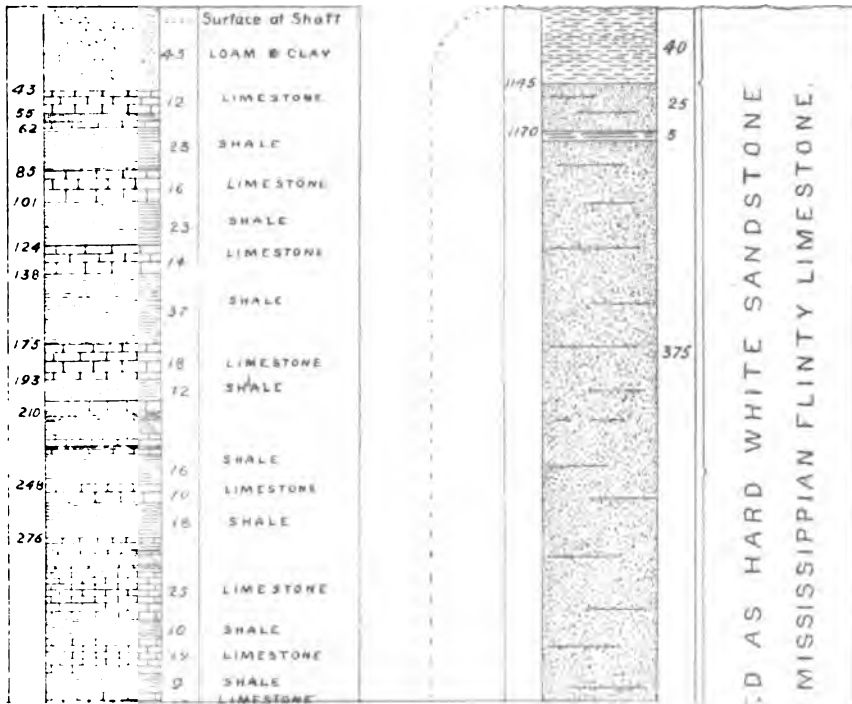 Surface at Shaft
43 LOAM & CLAY
43
12 LIMESTONE
55
62
23 SHALE
85
16 LIMESTONE
101
23 SHALE
124
14 LIMESTONE
138
37 SHALE
175
18 LIMESTONE
193
12 SHALE
210
16 SHALE
248
LIMESTONE
18 SHALE
276
25 LIMESTONE
10 SHALE
19 LIMESTONE
9 SHALE
LIMESTONE
40
1145
25
1170
5
375
ED AS HARD WHITE SANDSTONE
MISSISSIPPIAN FLINTY LIMESTONE.